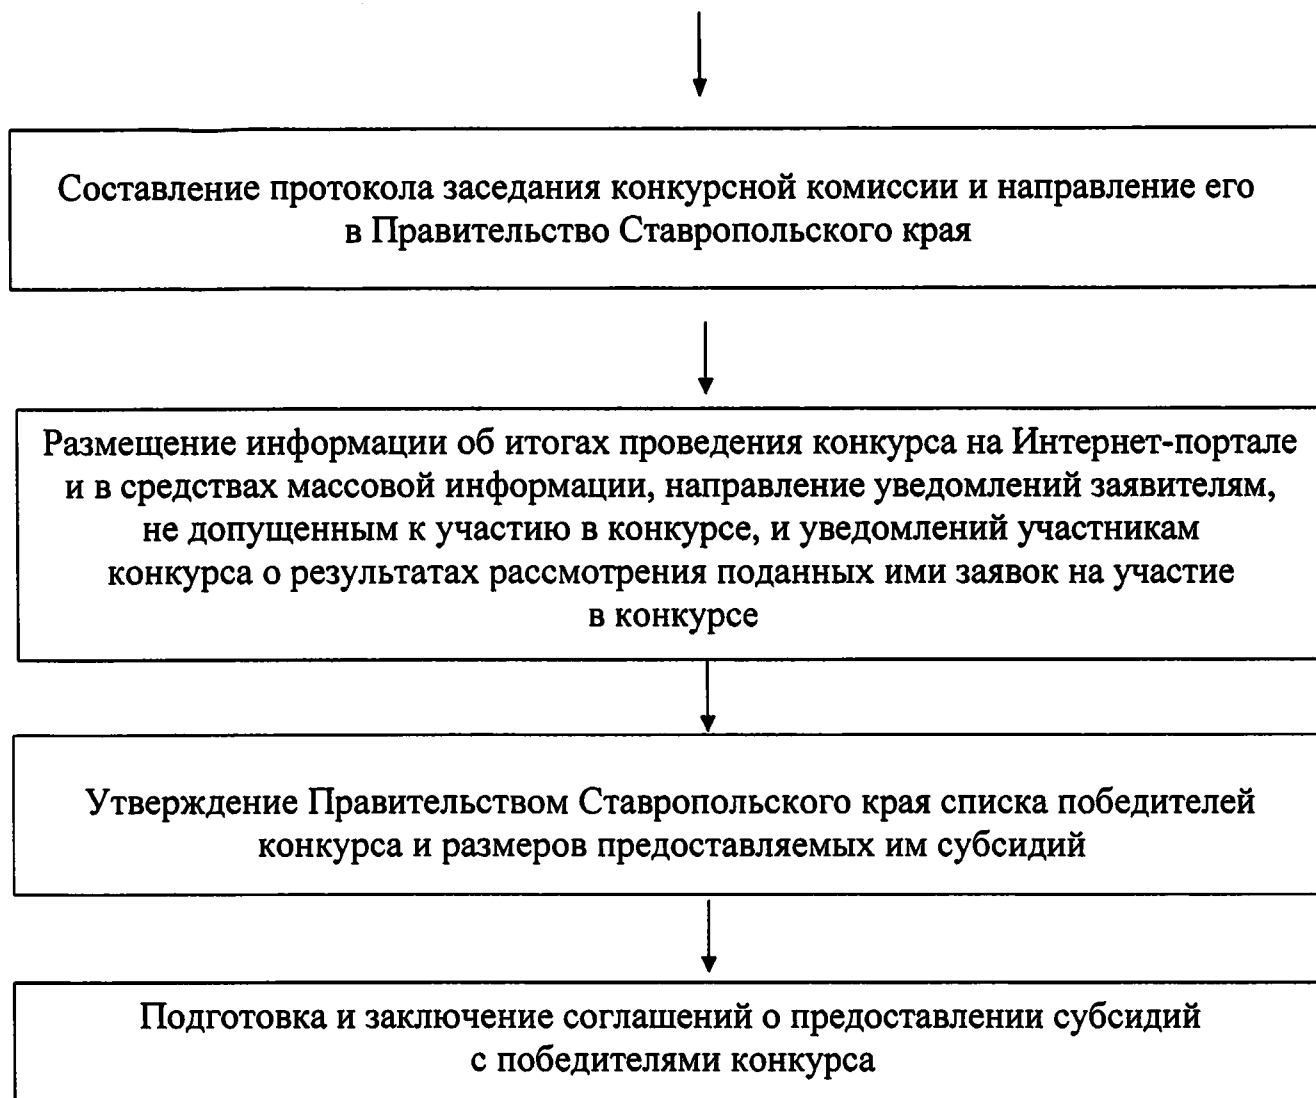 Составление протокола заседания конкурсной комиссии и направление его
в Правительство Ставропольского края
Размещение информации об итогах проведения конкурса на Интернет-портале
и в средствах массовой информации, направление уведомлений заявителям,
не допущенным к участию в конкурсе, и уведомлений участникам
конкурса о результатах рассмотрения поданных ими заявок на участие
в конкурсе
Утверждение Правительством Ставропольского края списка победителей
конкурса и размеров предоставляемых им субсидий
Подготовка и заключение соглашений о предоставлении субсидий
с победителями конкурса